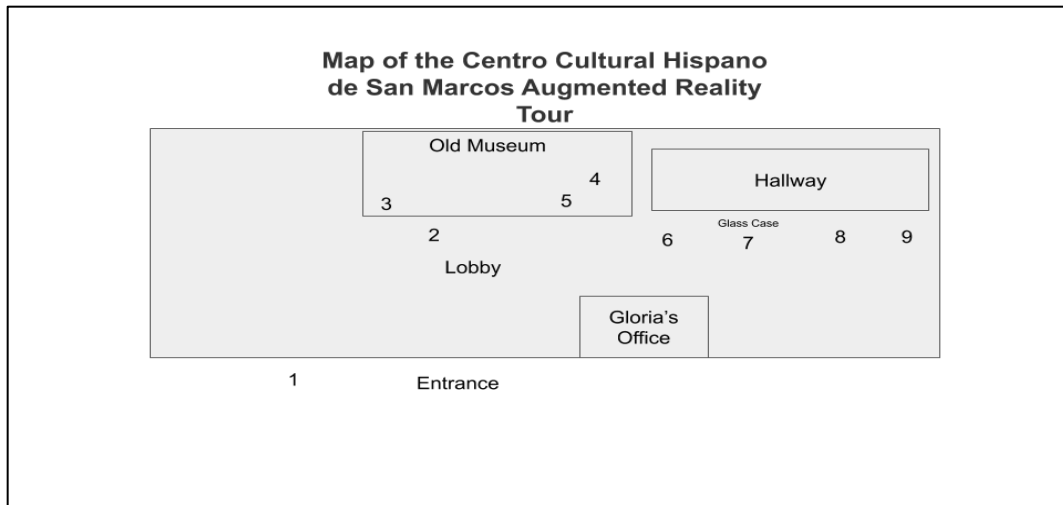 Map of the Centro Cultural Hispano
de San Marcos Augmented Reality
Tour
Old Museum
4
3
5
Hallway
Glass Case
2
6
7
8
9
Lobby
Gloria's
Office
1
Entrance